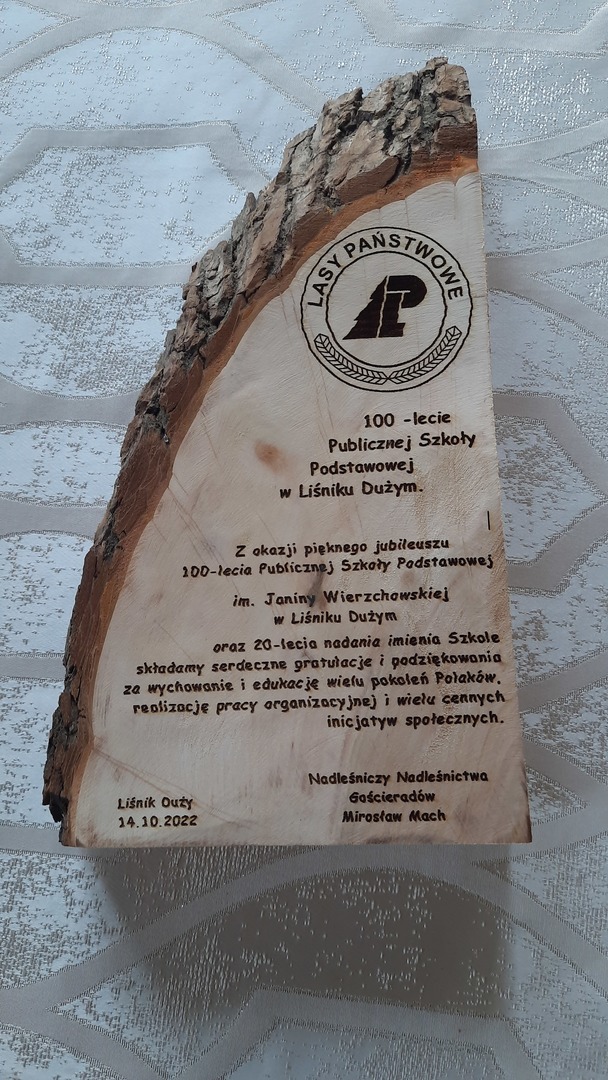 LASY PAŃSTWOWE
100 -lecie
Publicznej Szkoły
Podstawowej
w Liśniku Dużym.
Z okazji pięknego jubileuszu
100-lecia Publicznej Szkoły Podstawowej
im. Janiny Wierzchowskiej
w Liśniku Dużym
oraz 20-lecia nadania imienia Szkole
składamy serdeczne gratulacje i podziękowania
za wychowanie i edukację wielu pokoleń Polaków,
realizację pracy organizacyjnej i wielu cennych
inicjatyw społecznych.
Nadleśniczy Nadleśnictwa
Gościeradów
Mirosław Mach
Liśnik Duży
14.10.2022